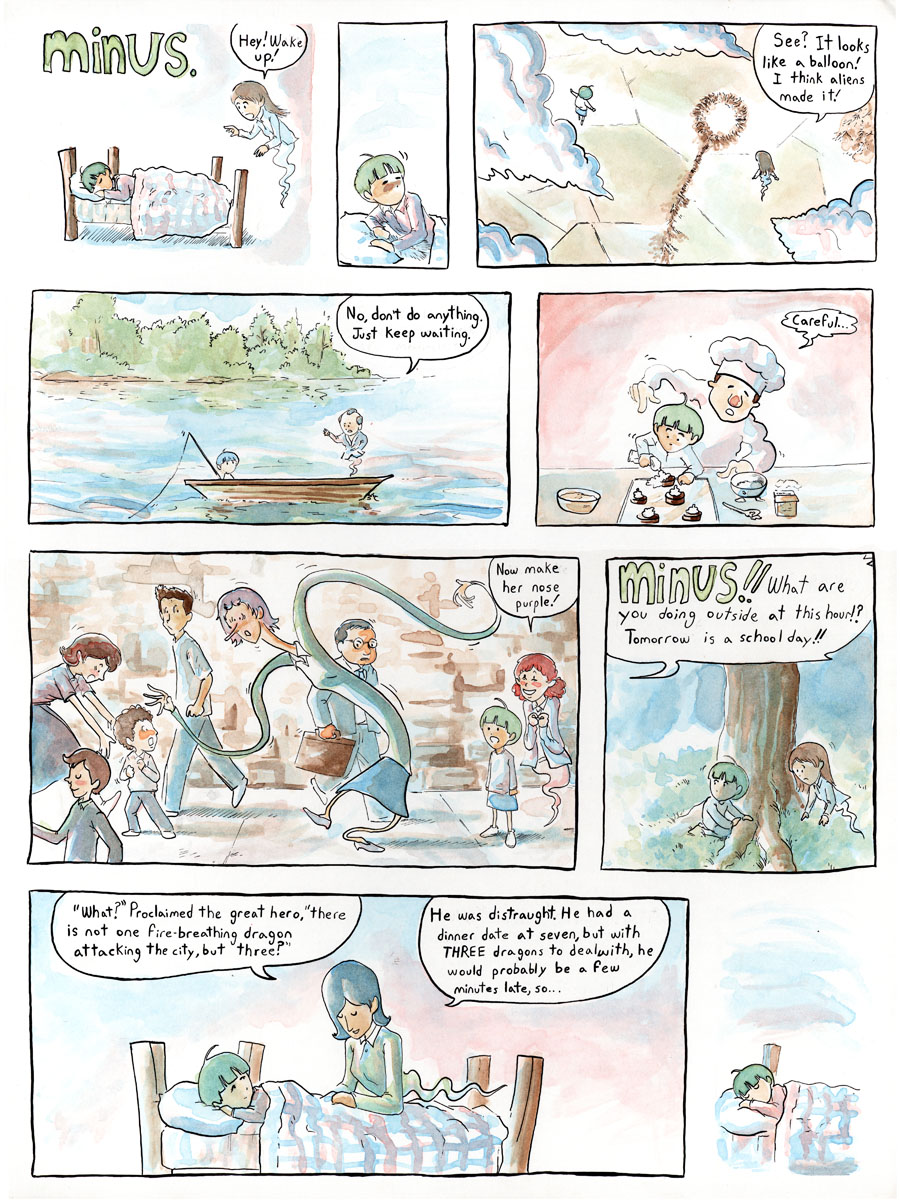 minus.
Hey! Wake
up!
See? It looks
like a balloon!
I think aliens
made it!
No, don't do anything.
Just keep waiting.
Careful...
Now make
her nose
purple!
minus!! What are
you doing outside at this hour!?
Tomorrow is a school day!!
"What?" Proclaimed the great hero, "there
is not one fire-breathing dragon
attacking the city, but three?"
He was distraught. He had a
dinner date at seven, but with
THREE dragons to deal with, he
would probably be a few
minutes late, so...